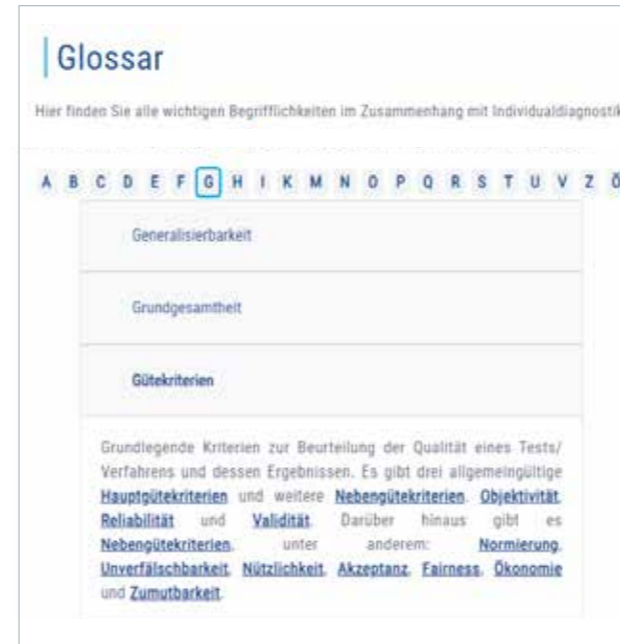 Glossar
Hier finden Sie alle wichtigen Begrifflichkeiten im Zusammenhang mit Individualdiagnostik
A B C D E F G H I K M N O P Q R S T U V Z Ö
Generalisierbarkeit
Grundgesamtheit
Gütekriterien
Grundlegende Kriterien zur Beurteilung der Qualität eines Tests/
Verfahrens und dessen Ergebnissen. Es gibt drei allgemeingültige
Hauptgütekriterien und weitere Nebengütekriterien. Objektivität,
Reliabilität und Validität. Darüber hinaus gibt es
Nebengütekriterien, unter anderem: Normierung,
Unverfälschbarkeit, Nützlichkeit, Akzeptanz, Fairness, Ökonomie
und Zumutbarkeit.